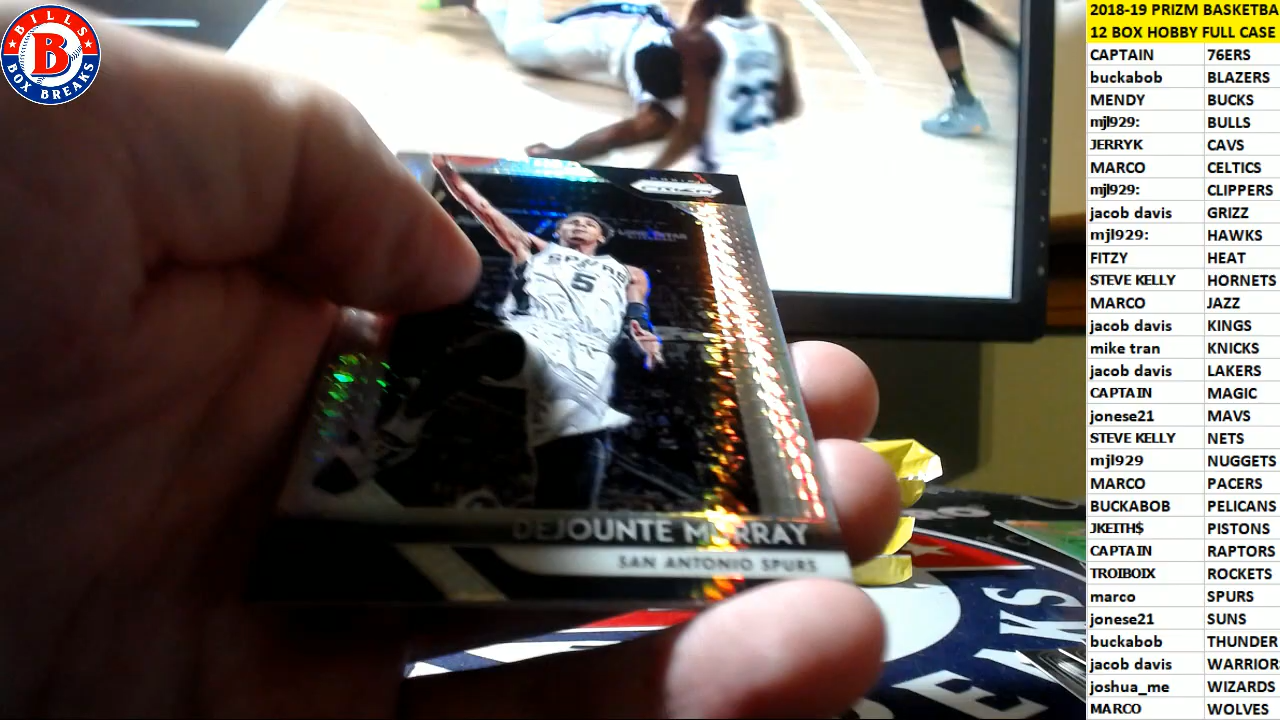 BILLS
B
BOX BREAKS
2018-19 PRIZM BASKETBA
12 BOX HOBBY FULL CASE
CAPTAIN 76ERS
buckabob BLAZERS
MENDY BUCKS
mjl929: BULLS
JERRYK CAVS
MARCO CELTICS
mjl929: CLIPPERS
jacob davis GRIZZ
mjl929: HAWKS
FITZY HEAT
STEVE KELLY HORNETS
MARCO JAZZ
jacob davis KINGS
mike tran KNICKS
jacob davis LAKERS
CAPTAIN MAGIC
jonese21 MAVS
STEVE KELLY NETS
mjl929 NUGGETS
MARCO PACERS
BUCKABOB PELICANS
JKEITH$ PISTONS
CAPTAIN RAPTORS
TROIBOIX ROCKETS
marco SPURS
jonese21 SUNS
buckabob THUNDER
jacob davis WARRIORS
joshua_me WIZARDS
MARCO WOLVES
PRIZM
SPURS
5
DEJOUNTE MURRAY
SAN ANTONIO SPURS
EAKS